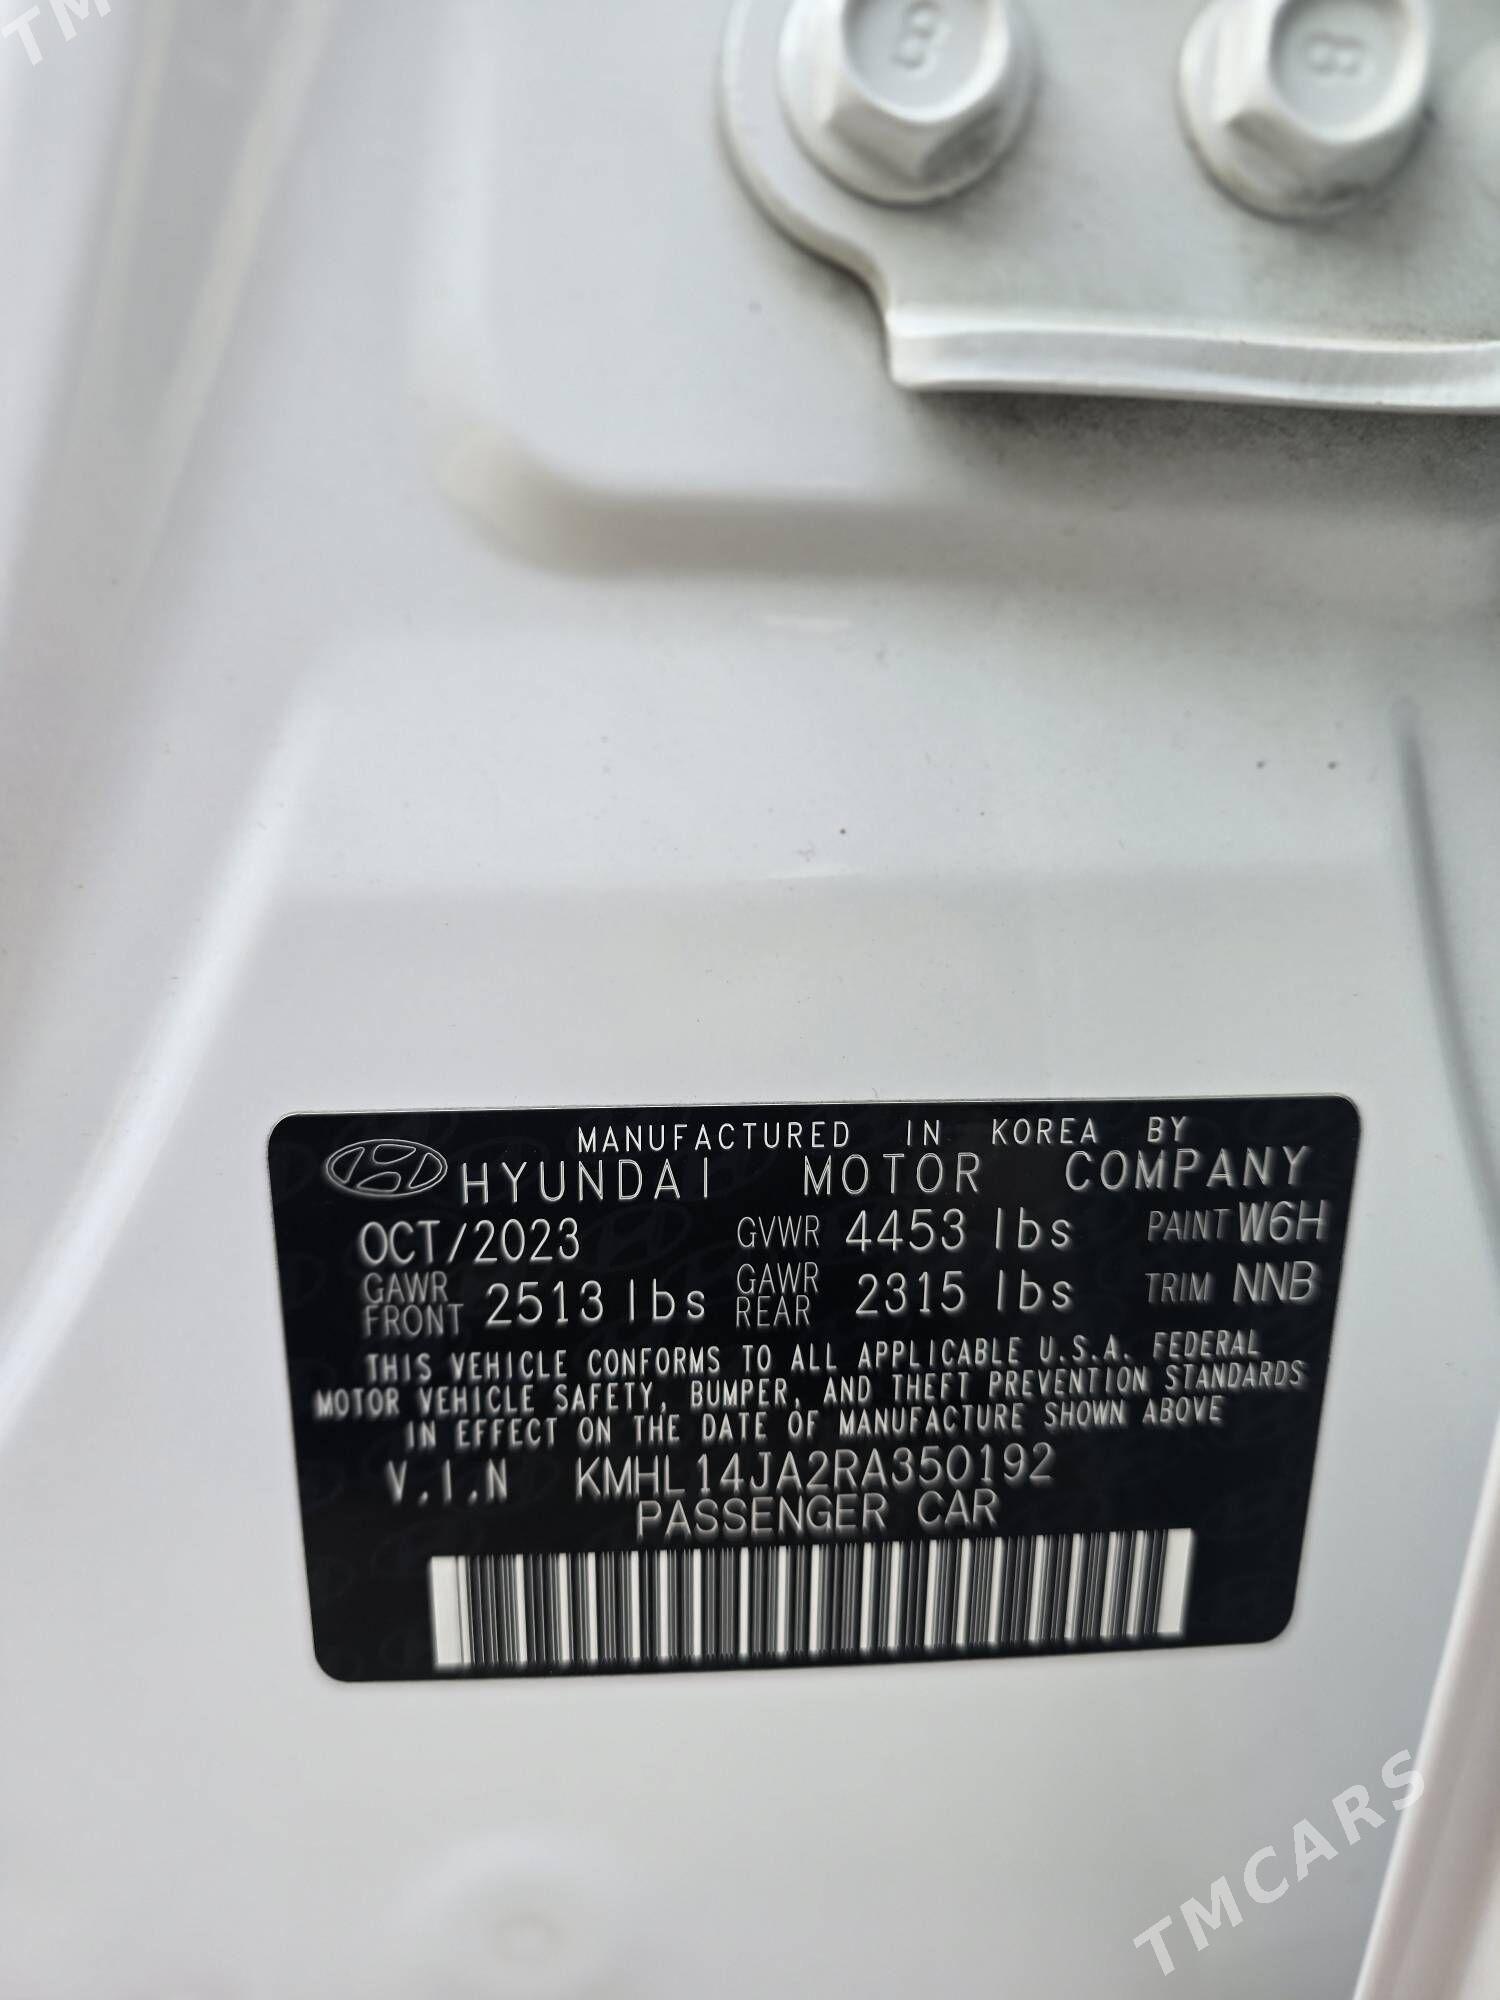 TM
8
8
MANUFACTURED IN KOREA BY
HYUNDAI MOTOR COMPANY
OCT/2023 GVWR 4453 lbs PAINT W6H
GAWR FRONT 2513 lbs GAWR REAR 2315 lbs TRIM NNB
THIS VEHICLE CONFORMS TO ALL APPLICABLE U.S.A. FEDERAL
MOTOR VEHICLE SAFETY, BUMPER, AND THEFT PREVENTION STANDARDS
IN EFFECT ON THE DATE OF MANUFACTURE SHOWN ABOVE
V.I.N KMHL14JA2RA350192
PASSENGER CAR
TMCARS